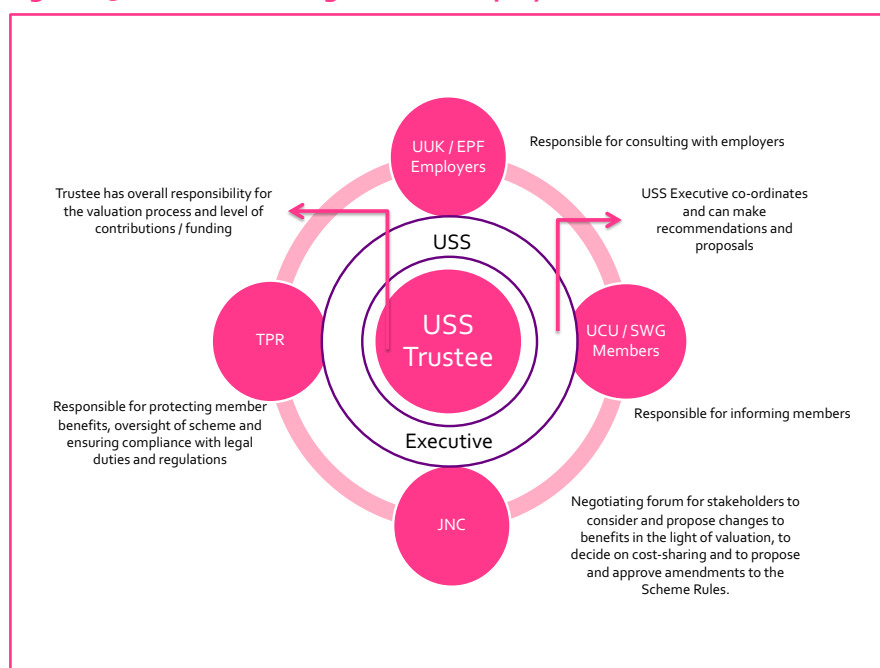 UUK / EPF
Employers
Responsible for consulting with employers
Trustee has overall responsibility for
the valuation process and level of
contributions / funding
USS Executive co-ordinates
and can make
recommendations and
proposals
USS
USS
Trustee
TPR
UCU / SWG
Members
Responsible for protecting member
benefits, oversight of scheme and
ensuring compliance with legal
duties and regulations
Responsible for informing members
Executive
JNC
Negotiating forum for stakeholders to
consider and propose changes to
benefits in the light of valuation, to
decide on cost-sharing and to propose
and approve amendments to the
Scheme Rules.